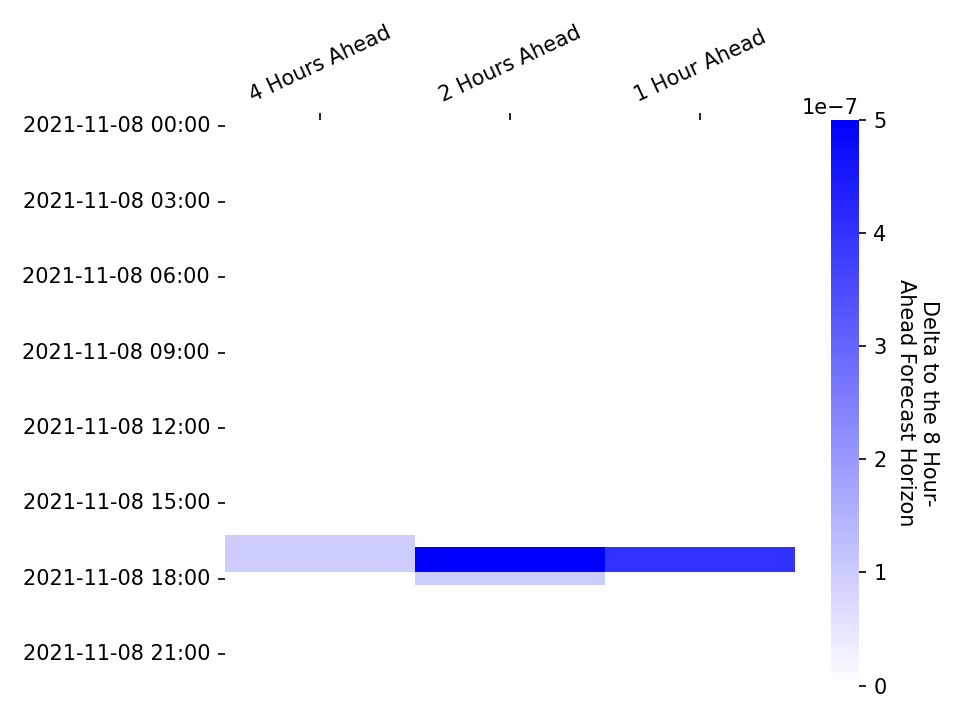 4 Hours Ahead
2 Hours Ahead
1 Hour Ahead
1e−7
2021-11-08 00:00
2021-11-08 03:00
2021-11-08 06:00
2021-11-08 09:00
2021-11-08 12:00
2021-11-08 15:00
2021-11-08 18:00
2021-11-08 21:00
5
4
3
2
1
0
Delta to the 8 Hour-
Ahead Forecast Horizon